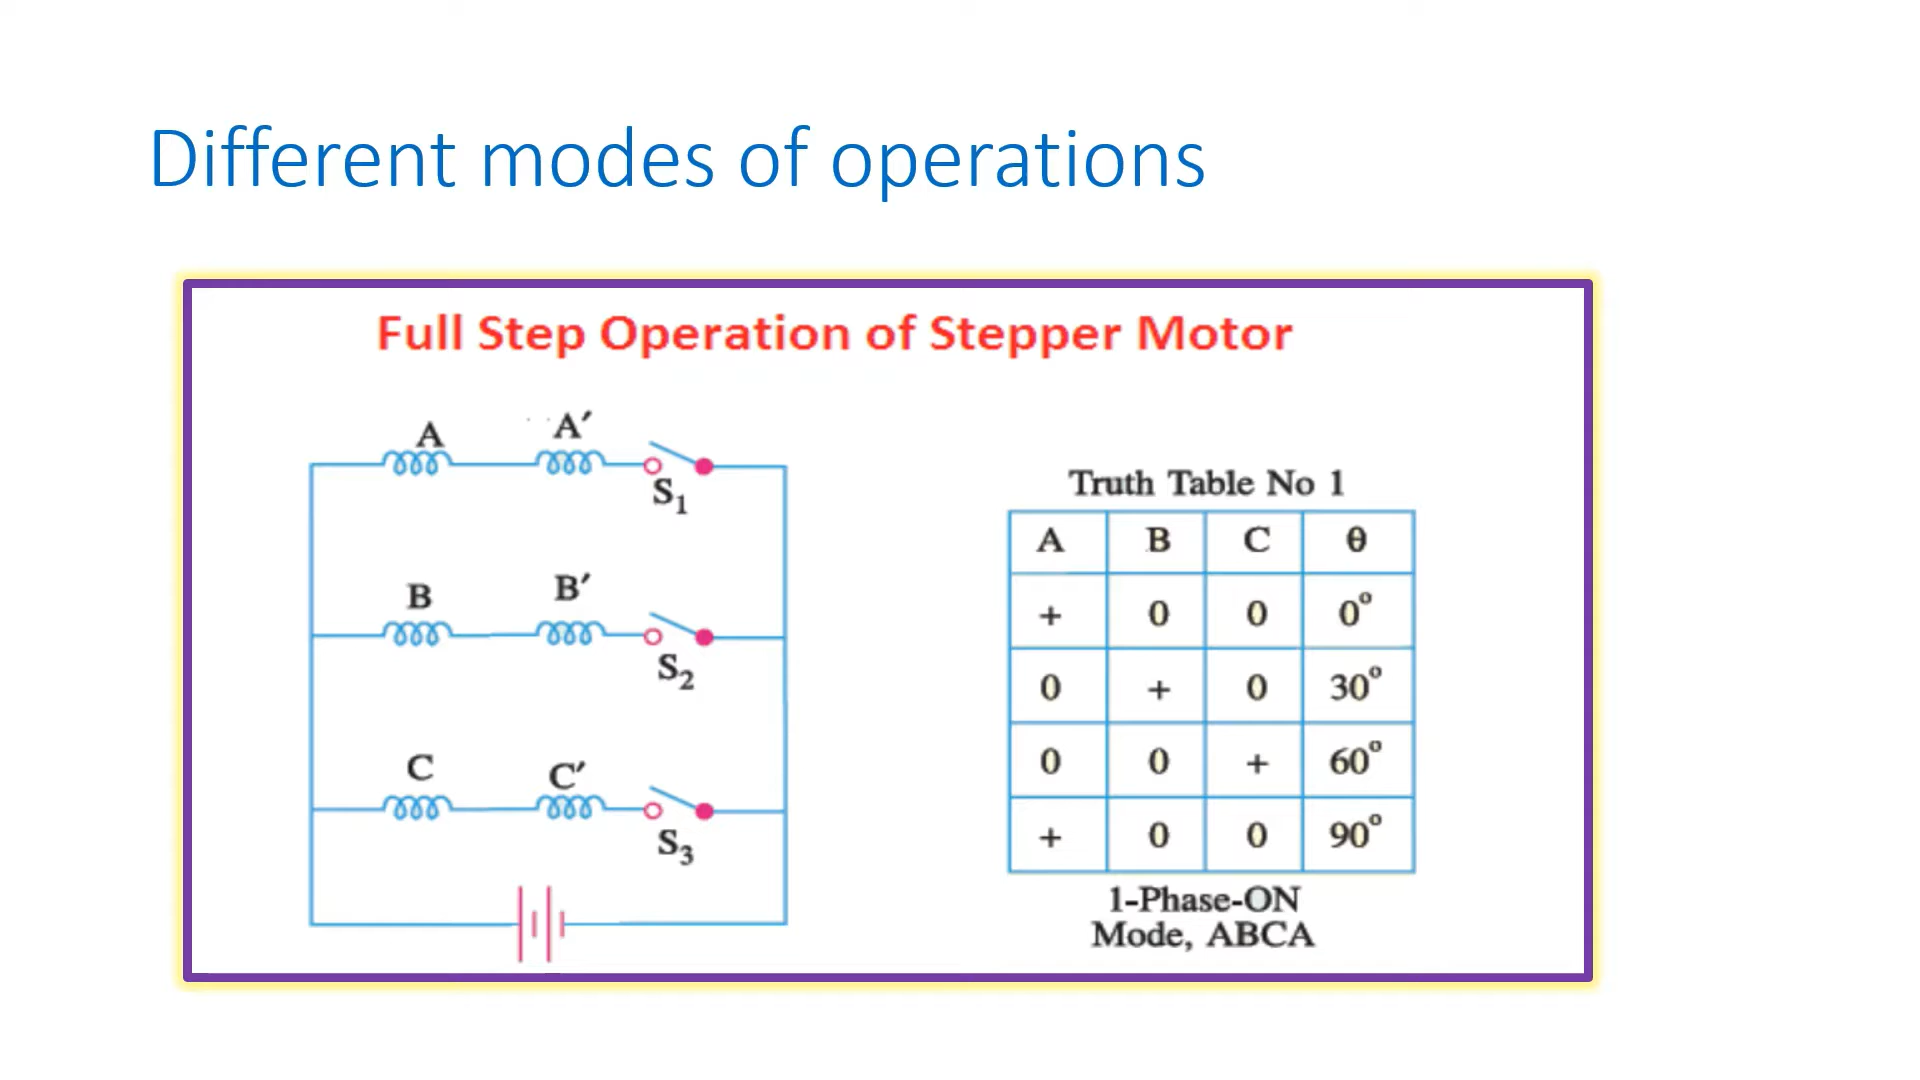 Different modes of operations
Full Step Operation of Stepper Motor
A A′
S₁
B B′
S₂
C C′
S₃
Truth Table No 1
A B C θ
+ 0 0 0°
0 + 0 30°
0 0 + 60°
+ 0 0 90°
1-Phase-ON
Mode, ABCA